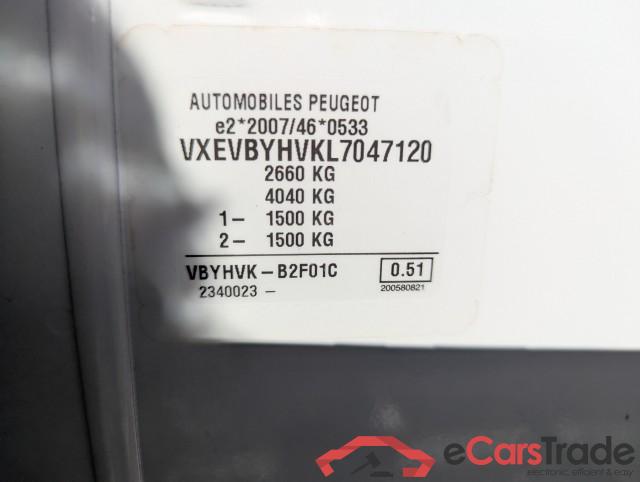 AUTOMOBILES PEUGEOT
e2*2007/46*0533
VXEVBYHVKL7047120
2660 KG
4040 KG
1– 1500 KG
2– 1500 KG
VBYHVK – B2F01C 0.51
2340023 – 200580821
eCarsTrade
electronic, efficient & easy